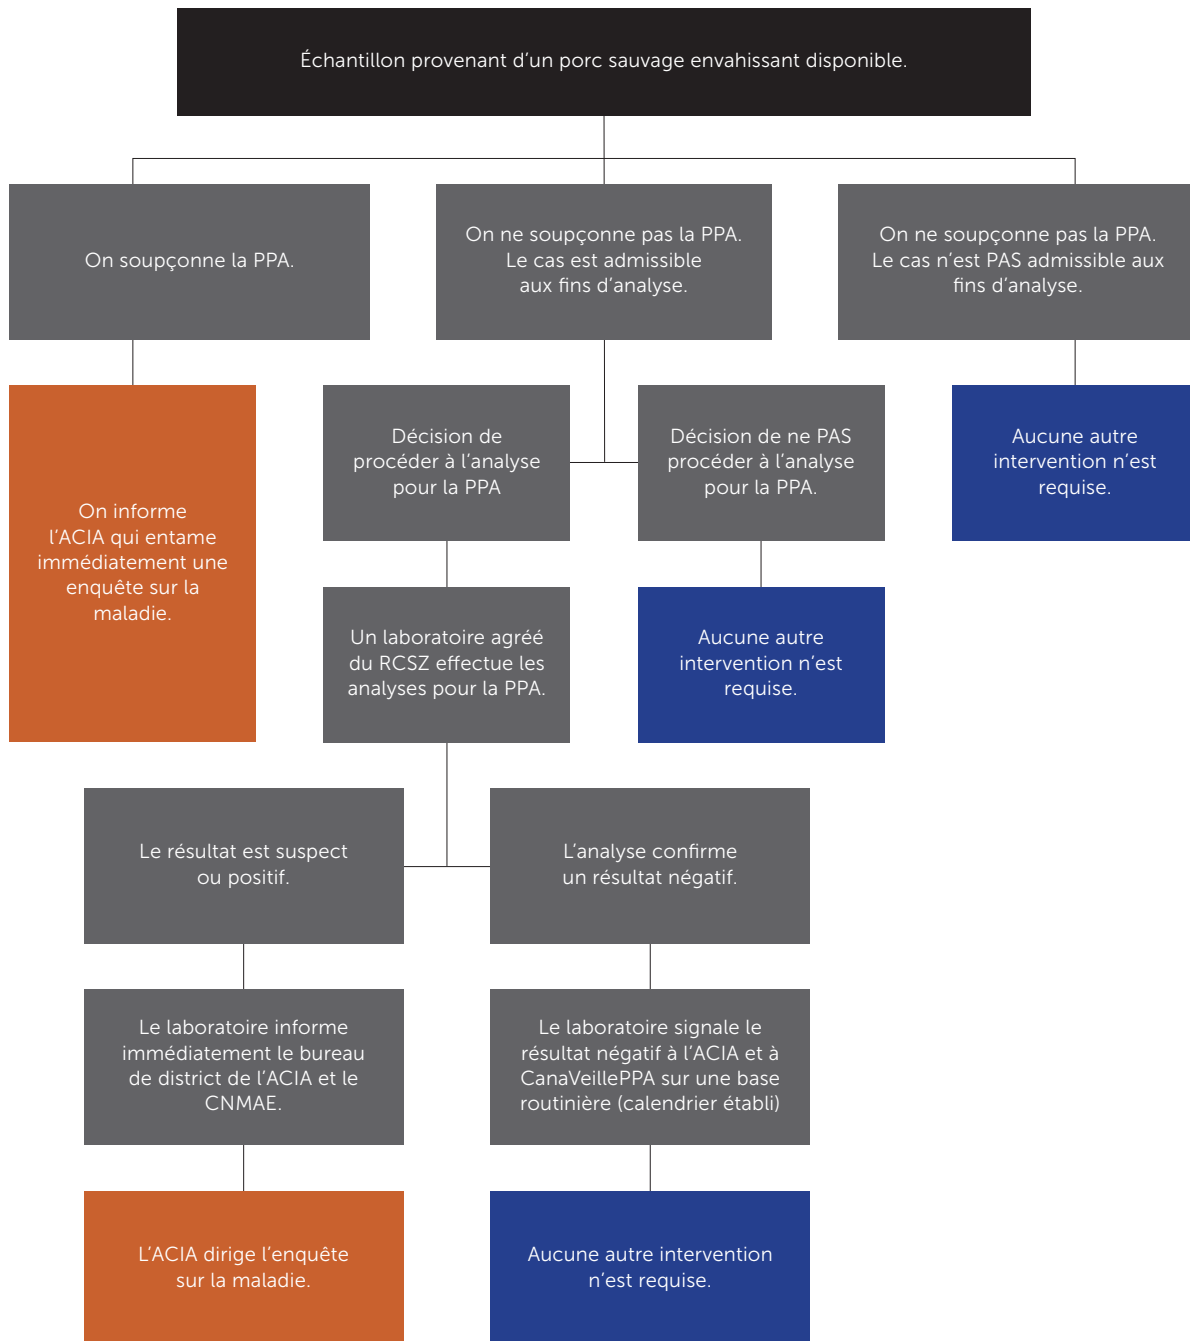 Échantillon provenant d’un porc sauvage envahissant disponible.
On soupçonne la PPA.
On ne soupçonne pas la PPA.
Le cas est admissible
aux fins d’analyse.
On ne soupçonne pas la PPA.
Le cas n’est PAS admissible aux
fins d’analyse.
On informe
l’ACIA qui entame
immédiatement une
enquête sur la
maladie.
Décision de
procéder à l’analyse
pour la PPA
Décision de ne PAS
procéder à l’analyse
pour la PPA.
Aucune autre
intervention n’est
requise.
Un laboratoire agréé
du RCSZ effectue les
analyses pour la PPA.
Aucune autre
intervention n’est
requise.
Le résultat est suspect
ou positif.
L’analyse confirme
un résultat négatif.
Le laboratoire informe
immédiatement le bureau
de district de l’ACIA et le
CNMAE.
Le laboratoire signale le
résultat négatif à l’ACIA et à
CanaVeillePPA sur une base
routinière (calendrier établi)
L’ACIA dirige l’enquête
sur la maladie.
Aucune autre intervention
n’est requise.